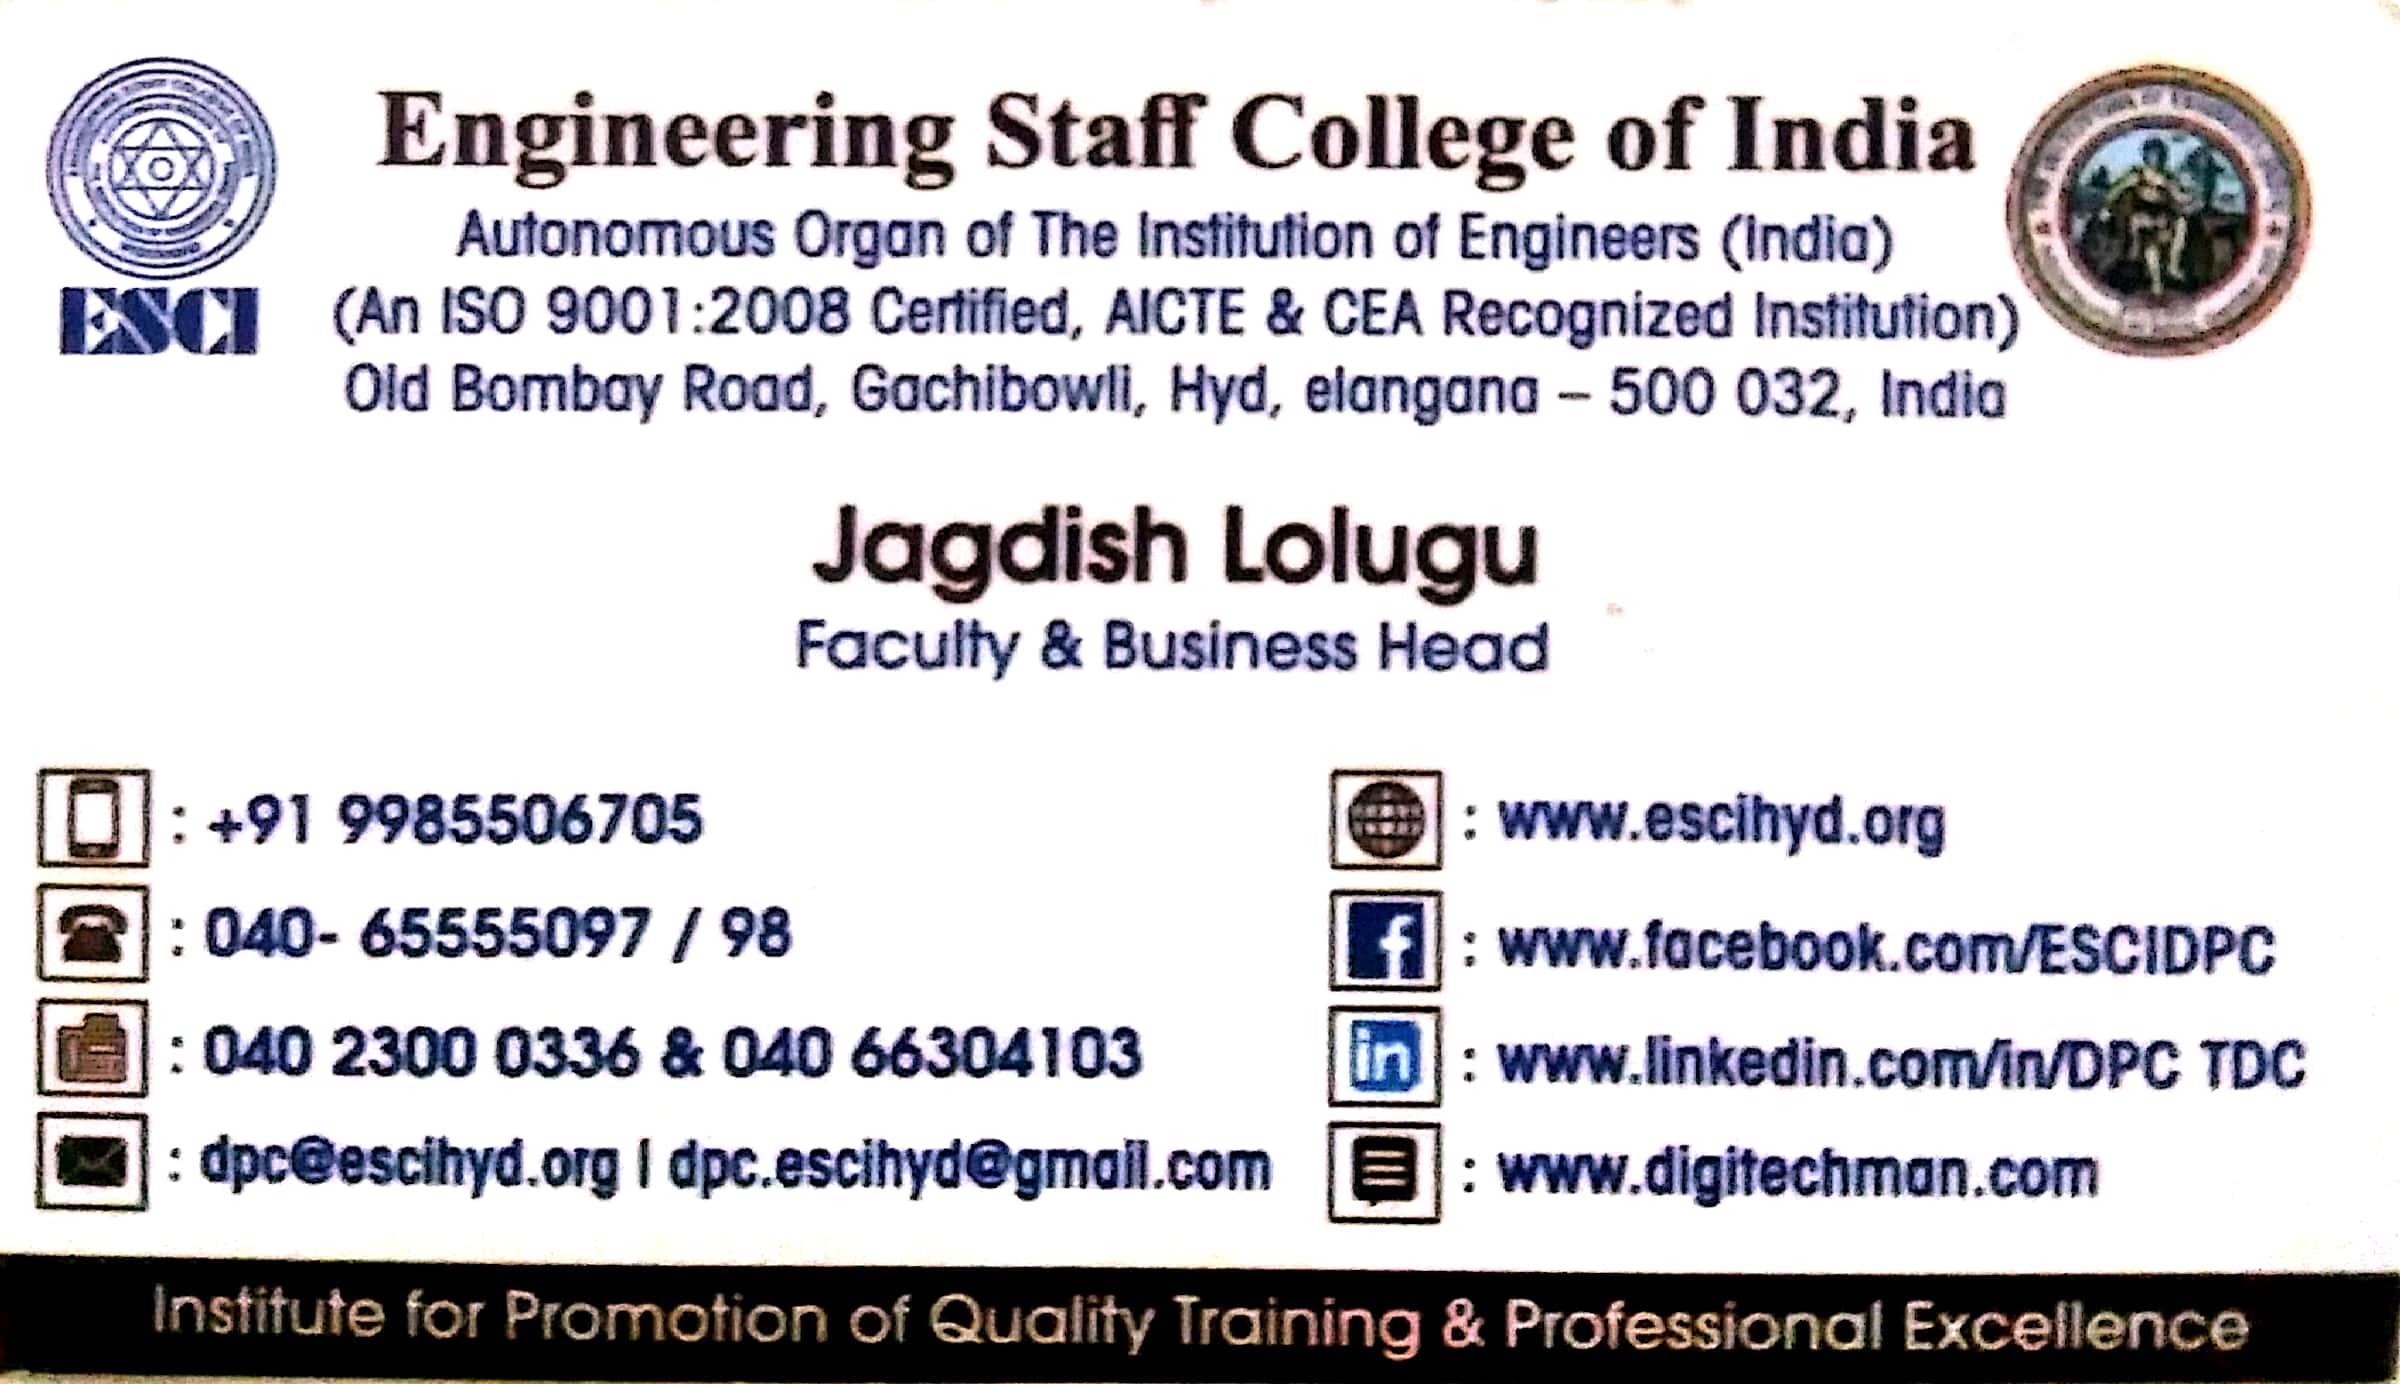 Engineering Staff College of India
Autonomous Organ of The Institution of Engineers (India)
ESCI
(An ISO 9001:2008 Certified, AICTE & CEA Recognized Institution)
Old Bombay Road, Gachibowli, Hyd, elangana – 500 032, India
Jagdish Lolugu
Faculty & Business Head
: +91 9985506705
: 040- 65555097 / 98
: 040 2300 0336 & 040 66304103
: dpc@escihyd.org | dpc.escihyd@gmail.com
: www.escihyd.org
f : www.facebook.com/ESCIDPC
in : www.linkedin.com/in/DPC TDC
: www.digitechman.com
Institute for Promotion of Quality Training & Professional Excellence